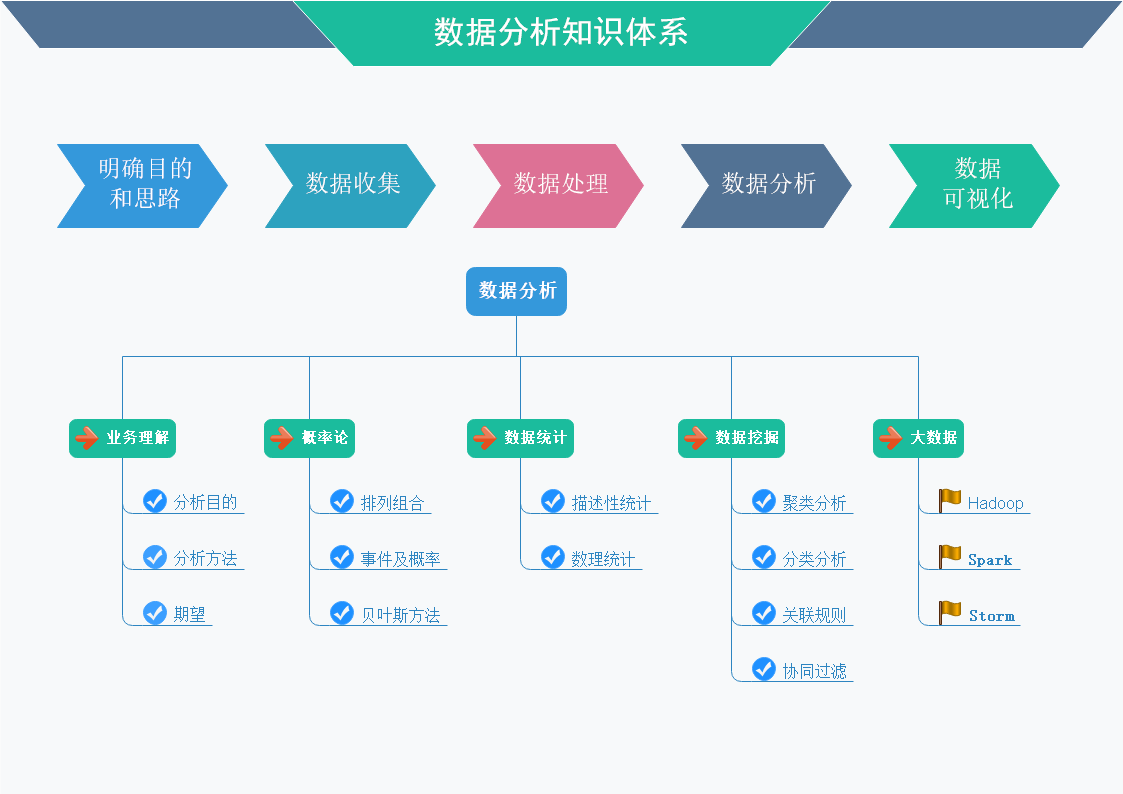 数据分析知识体系
明确目的
和思路
数据收集
数据处理
数据分析
数据
可视化
数据分析
业务理解
概率论
数据统计
数据挖掘
大数据
分析目的
排列组合
描述性统计
聚类分析
Hadoop
分析方法
事件及概率
数理统计
分类分析
Spark
期望
贝叶斯方法
关联规则
Storm
协同过滤